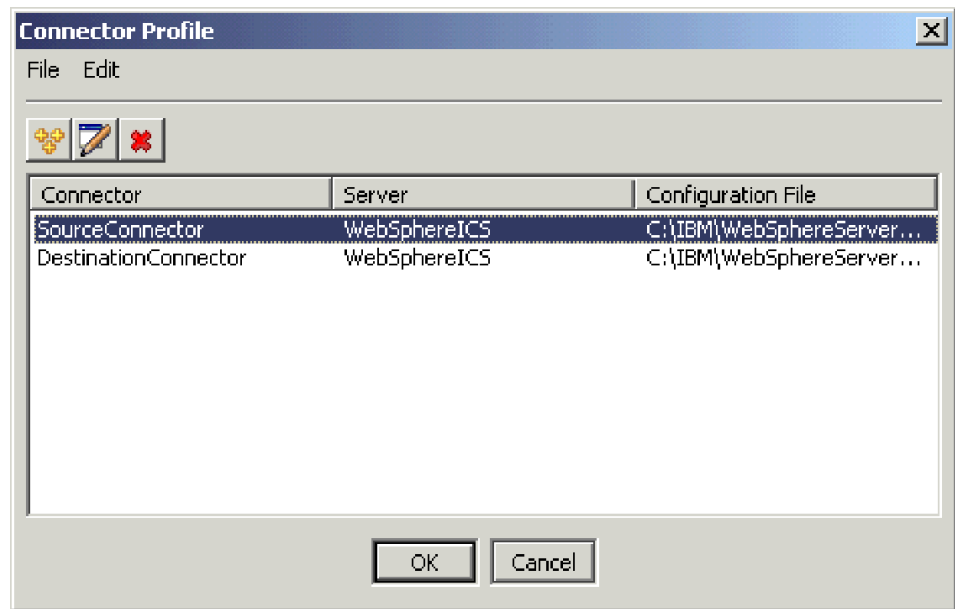 Connector Profile
File Edit
Connector Server Configuration File
SourceConnector WebSphereICS C:\IBM\WebSphereServer...
DestinationConnector WebSphereICS C:\IBM\WebSphereServer...
OK Cancel